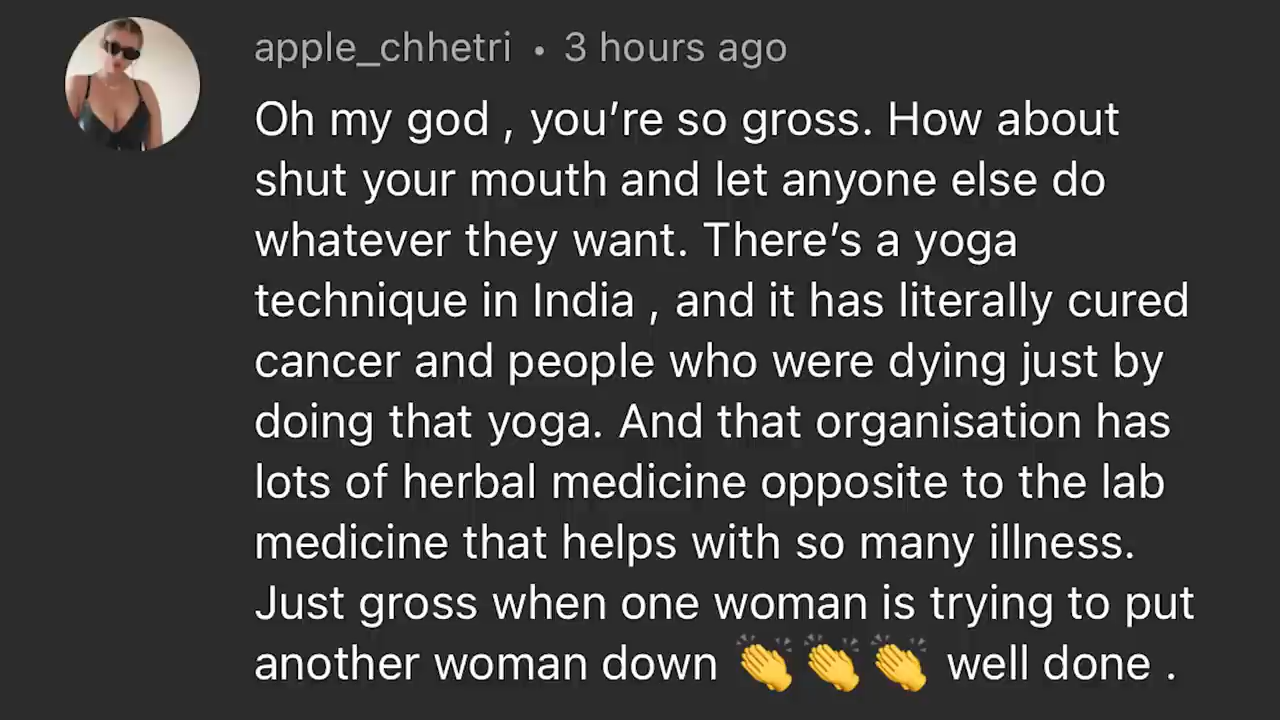 apple_chhetri • 3 hours ago
Oh my god , you’re so gross. How about
shut your mouth and let anyone else do
whatever they want. There’s a yoga
technique in India , and it has literally cured
cancer and people who were dying just by
doing that yoga. And that organisation has
lots of herbal medicine opposite to the lab
medicine that helps with so many illness.
Just gross when one woman is trying to put
another woman down 👏👏👏 well done .